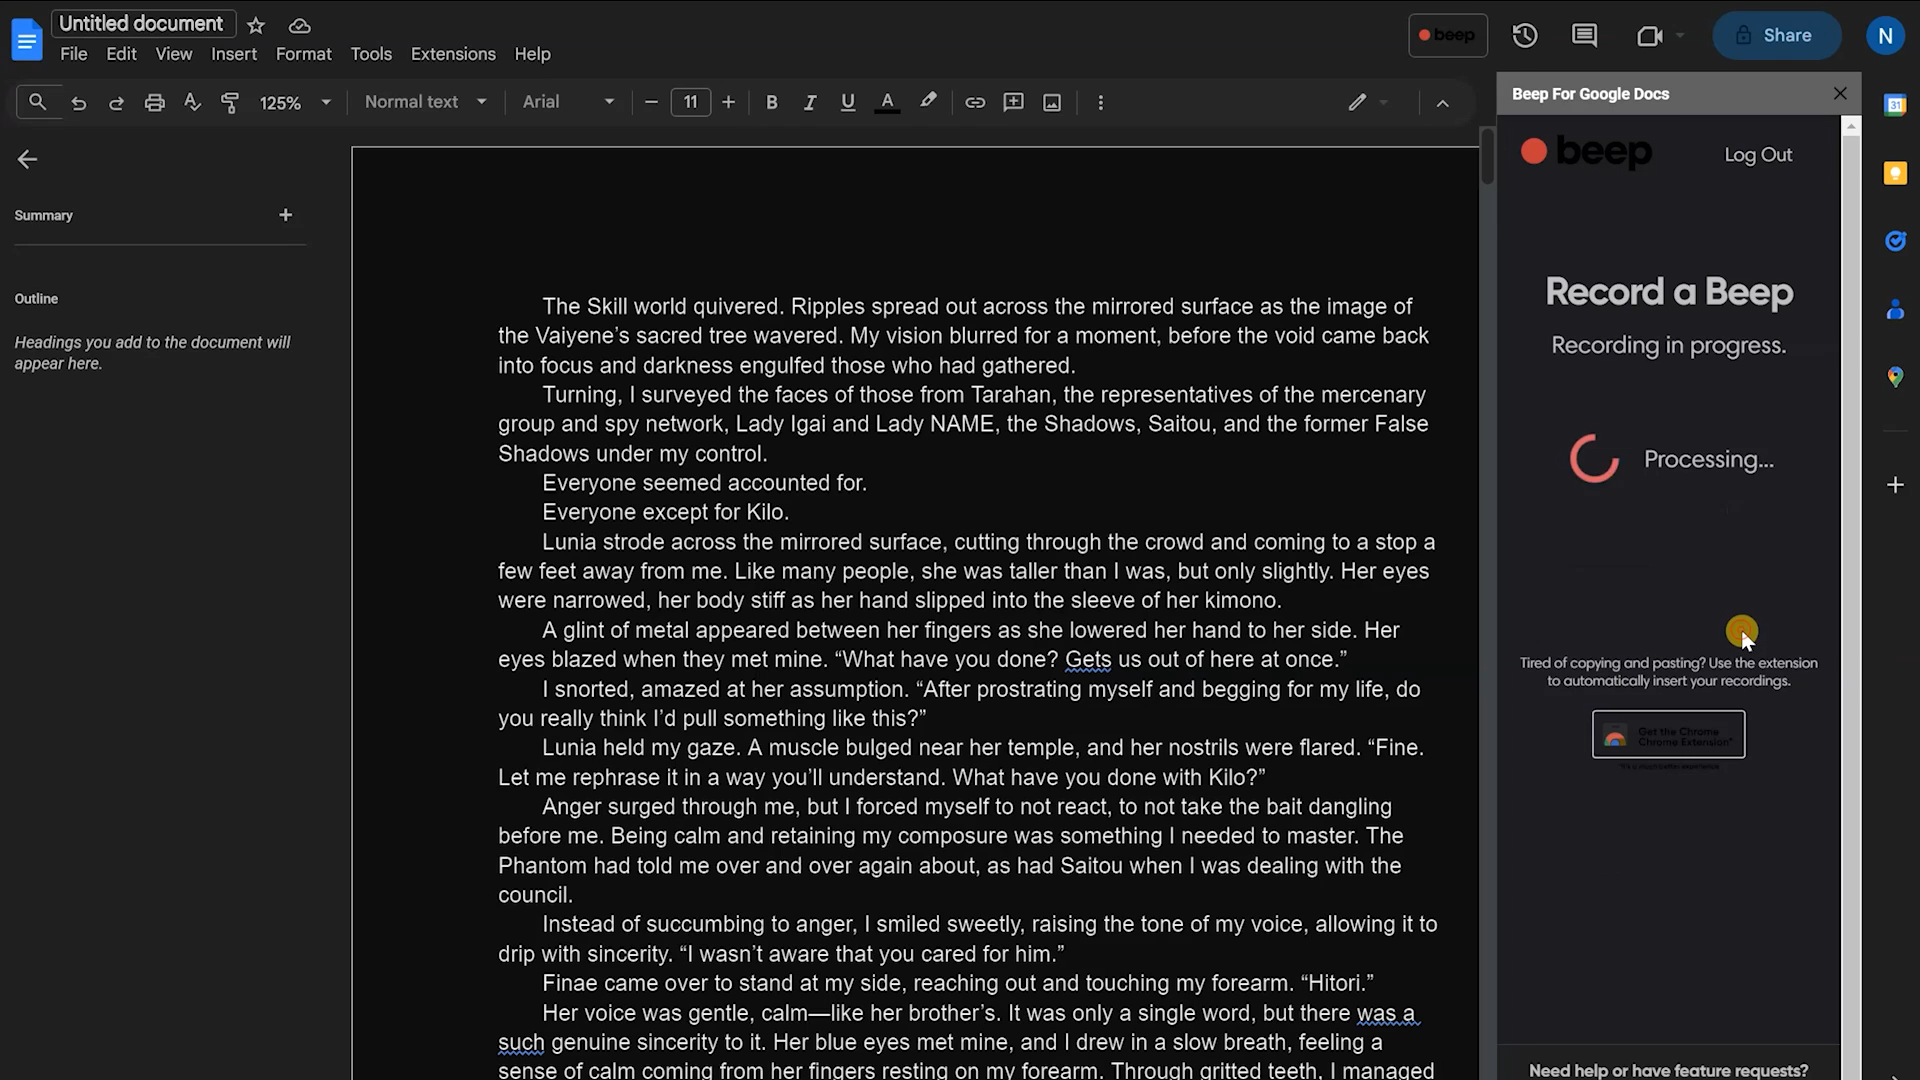 Untitled document
File Edit View Insert Format Tools Extensions Help
beep
Share
N
125% Normal text Arial 11
Summary
Outline
Headings you add to the document will
appear here.
The Skill world quivered. Ripples spread out across the mirrored surface as the image of
the Vaiyene’s sacred tree wavered. My vision blurred for a moment, before the void came back
into focus and darkness engulfed those who had gathered.
Turning, I surveyed the faces of those from Tarahan, the representatives of the mercenary
group and spy network, Lady Igai and Lady NAME, the Shadows, Saitou, and the former False
Shadows under my control.
Everyone seemed accounted for.
Everyone except for Kilo.
Lunia strode across the mirrored surface, cutting through the crowd and coming to a stop a
few feet away from me. Like many people, she was taller than I was, but only slightly. Her eyes
were narrowed, her body stiff as her hand slipped into the sleeve of her kimono.
A glint of metal appeared between her fingers as she lowered her hand to her side. Her
eyes blazed when they met mine. “What have you done? Gets us out of here at once.”
I snorted, amazed at her assumption. “After prostrating myself and begging for my life, do
you really think I’d pull something like this?”
Lunia held my gaze. A muscle bulged near her temple, and her nostrils were flared. “Fine.
Let me rephrase it in a way you’ll understand. What have you done with Kilo?”
Anger surged through me, but I forced myself to not react, to not take the bait dangling
before me. Being calm and retaining my composure was something I needed to master. The
Phantom had told me over and over again about, as had Saitou when I was dealing with the
council.
Instead of succumbing to anger, I smiled sweetly, raising the tone of my voice, allowing it to
drip with sincerity. “I wasn’t aware that you cared for him.”
Finae came over to stand at my side, reaching out and touching my forearm. “Hitori.”
Her voice was gentle, calm—like her brother’s. It was only a single word, but there was a
such genuine sincerity to it. Her blue eyes met mine, and I drew in a slow breath, feeling a
sense of calm coming from her fingers resting on my forearm. Through gritted teeth, I managed
Beep For Google Docs
beep
Log Out
Record a Beep
Recording in progress.
Processing...
Tired of copying and pasting? Use the extension
to automatically insert your recordings.
Get the Chrome
Chrome Extension*
Need help or have feature requests?
31